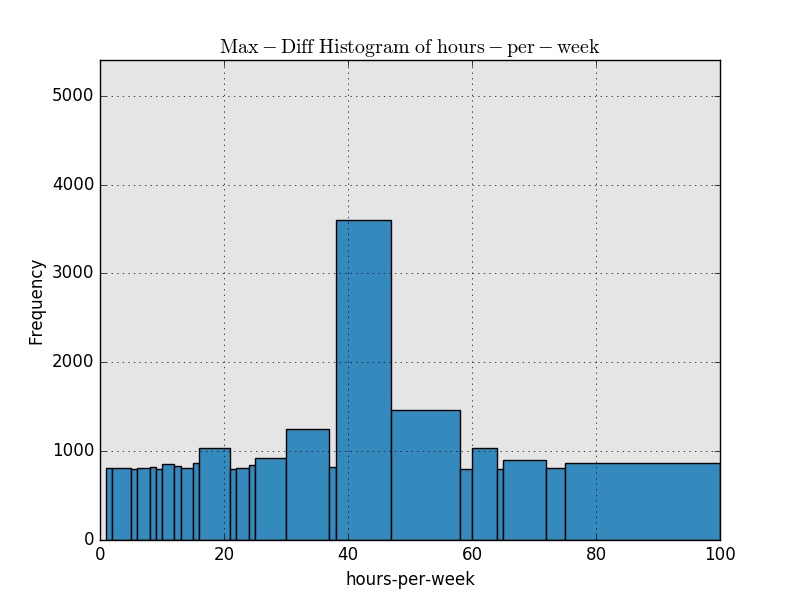 Max − Diff Histogram of hours − per − week
5000
4000
3000
2000
1000
0
Frequency
0 20 40 60 80 100
hours-per-week